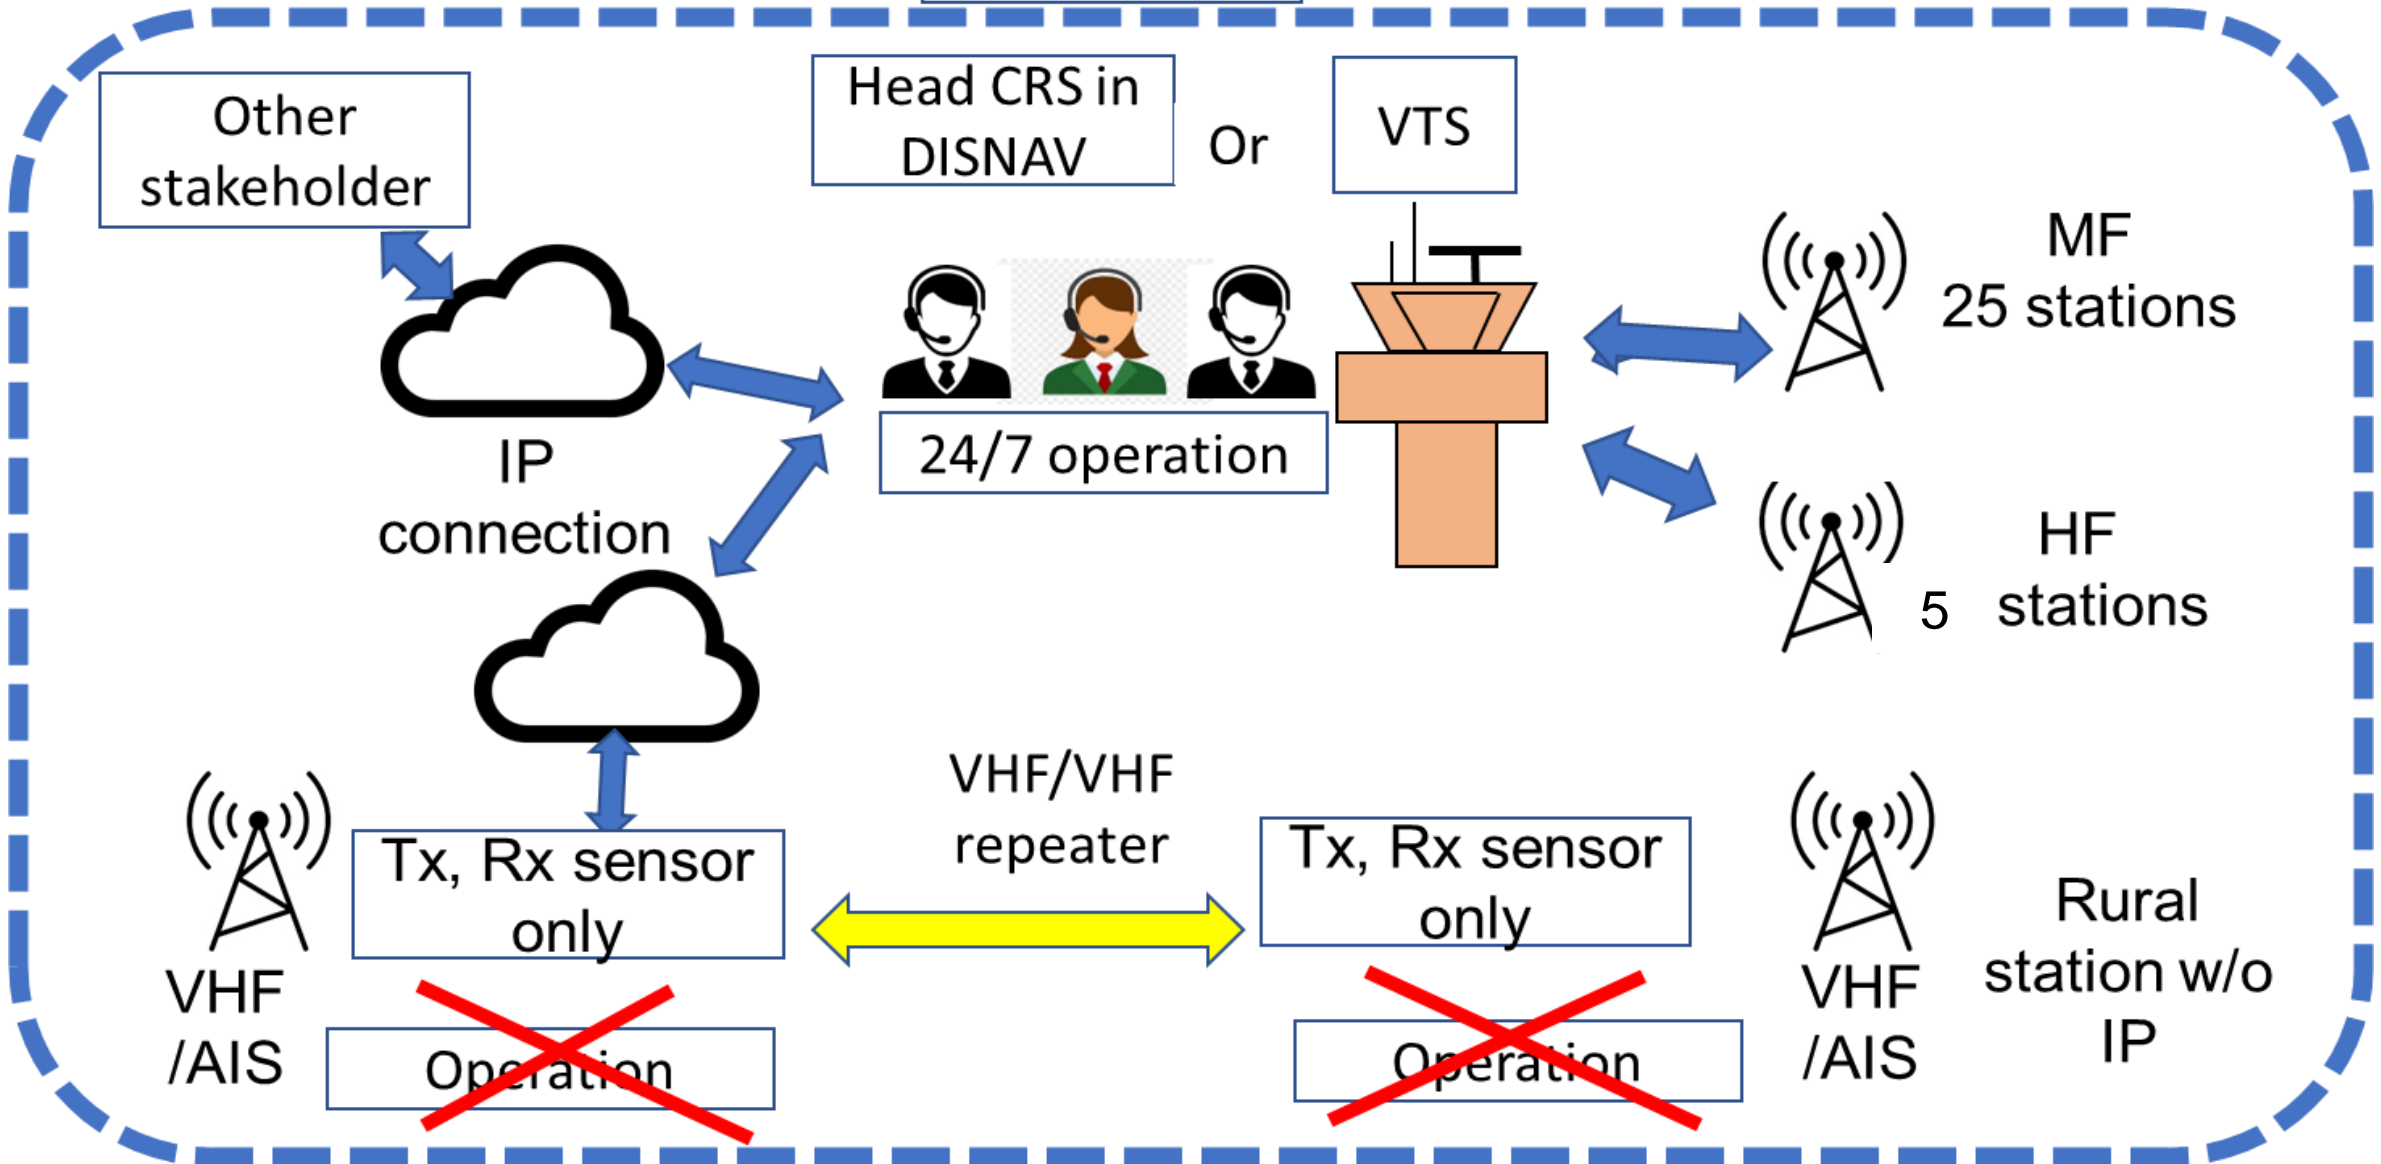 Other
stakeholder
Head CRS in
DISNAV
Or
VTS
MF
25 stations
IP
connection
24/7 operation
HF
5 stations
VHF/VHF
repeater
Tx, Rx sensor
only
Tx, Rx sensor
only
VHF
/AIS
Operation
Operation
VHF
/AIS
Rural
station w/o
IP